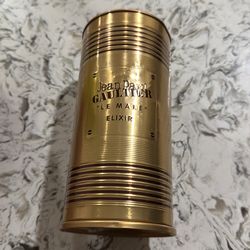 Jean Paul
GAULTIER
"LE MALE"
ELIXIR